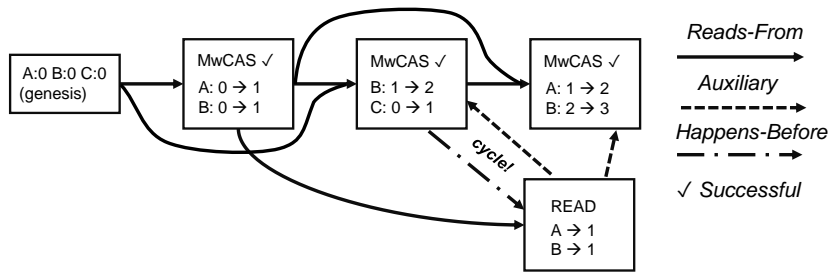 A:0 B:0 C:0
(genesis)
MwCAS ✓
A: 0 → 1
B: 0 → 1
MwCAS ✓
B: 1 → 2
C: 0 → 1
MwCAS ✓
A: 1 → 2
B: 2 → 3
cycle!
READ
A → 1
B → 1
Reads-From
Auxiliary
Happens-Before
✓ Successful